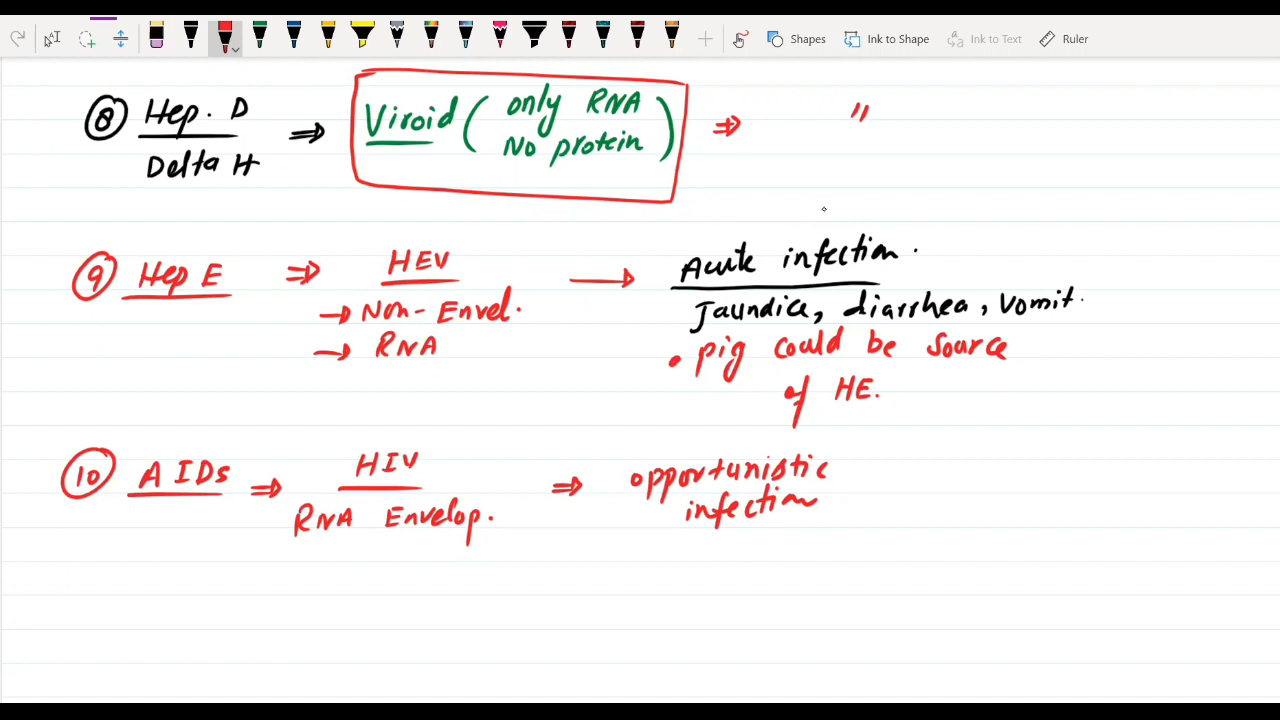 Shapes Ink to Shape Ink to Text Ruler
8 Hep. D ⇒ Viroid ( only RNA ) ⇒ "
Delta H No protein
9 Hep E ⇒ HEV → Acute infection.
→ Non-Envel. Jaundice, diarrhea, vomit.
→ RNA • pig could be source
of HE.
10 AIDs ⇒ HIV ⇒ opportunistic
RNA Envelop. infection